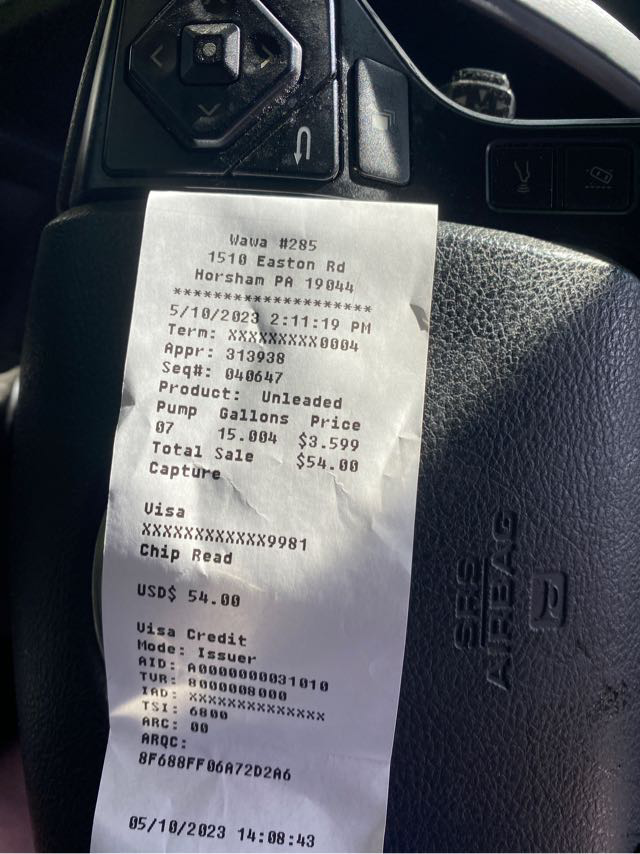 Wawa #285
1510 Easton Rd
Horsham PA 19044
********************
5/10/2023 2:11:19 PM
Term: XXXXXXXXX0004
Appr: 313938
Seq#: 040647
Product: Unleaded
Pump Gallons Price
07 15.004 $3.599
Total Sale $54.00
Capture
Visa
XXXXXXXXXXXX9981
Chip Read
USD$ 54.00
Visa Credit
Mode: Issuer
AID: A0000000031010
TVR: 8000008000
IAD: XXXXXXXXXXXXXX
TSI: 6800
ARC: 00
ARQC:
8F688FF06A72D2A6
05/10/2023 14:08:43
SRS
AIRBAG